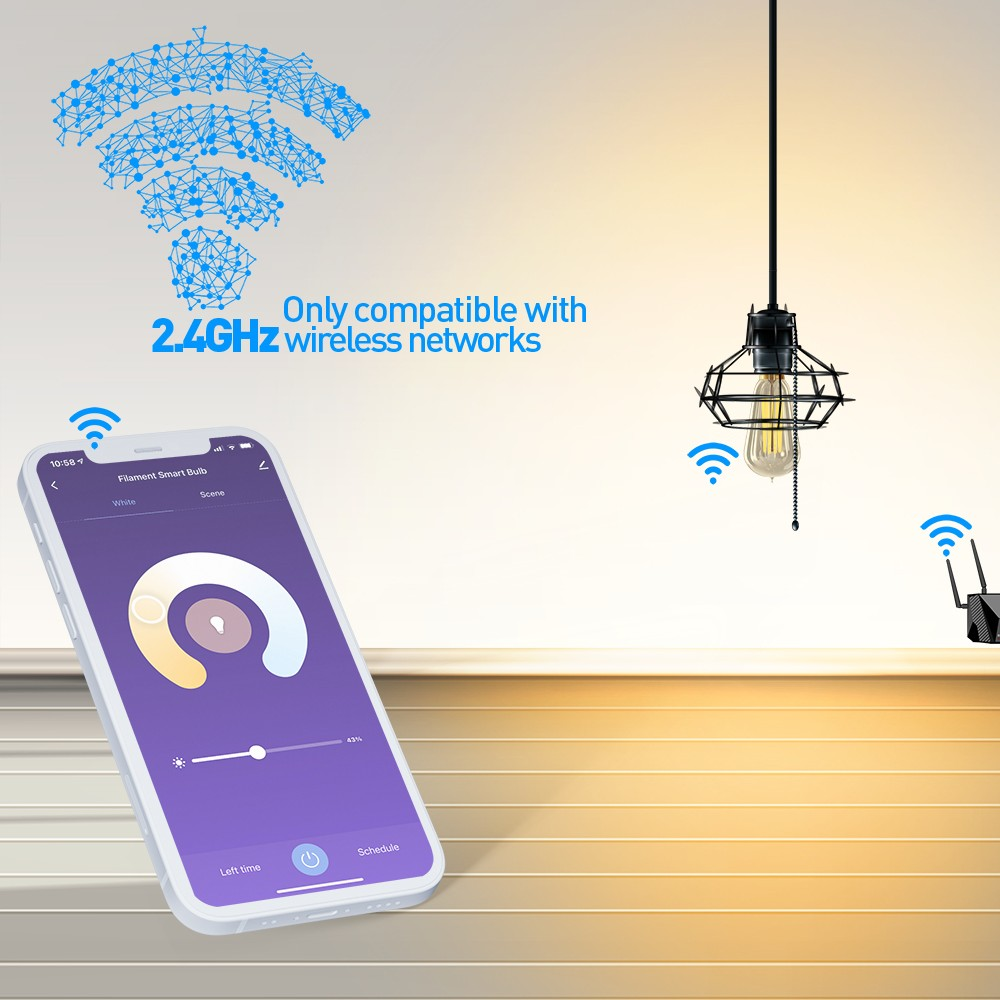 Only compatible with
2.4GHz wireless networks
10:58
Filament Smart Bulb
White
Scene
43%
Left time
Schedule